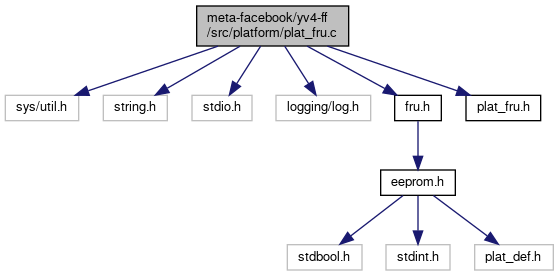 meta-facebook/yv4-ff
/src/platform/plat_fru.c
sys/util.h
string.h
stdio.h
logging/log.h
fru.h
plat_fru.h
eeprom.h
stdbool.h
stdint.h
plat_def.h